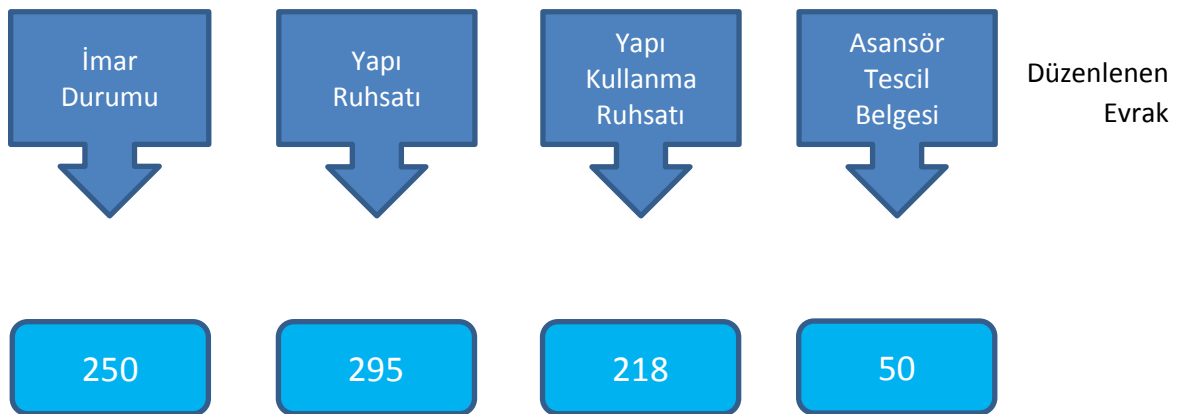 İmar
Durumu
Yapı
Ruhsatı
Yapı
Kullanma
Ruhsatı
Asansör
Tescil
Belgesi
Düzenlenen
Evrak
250
295
218
50